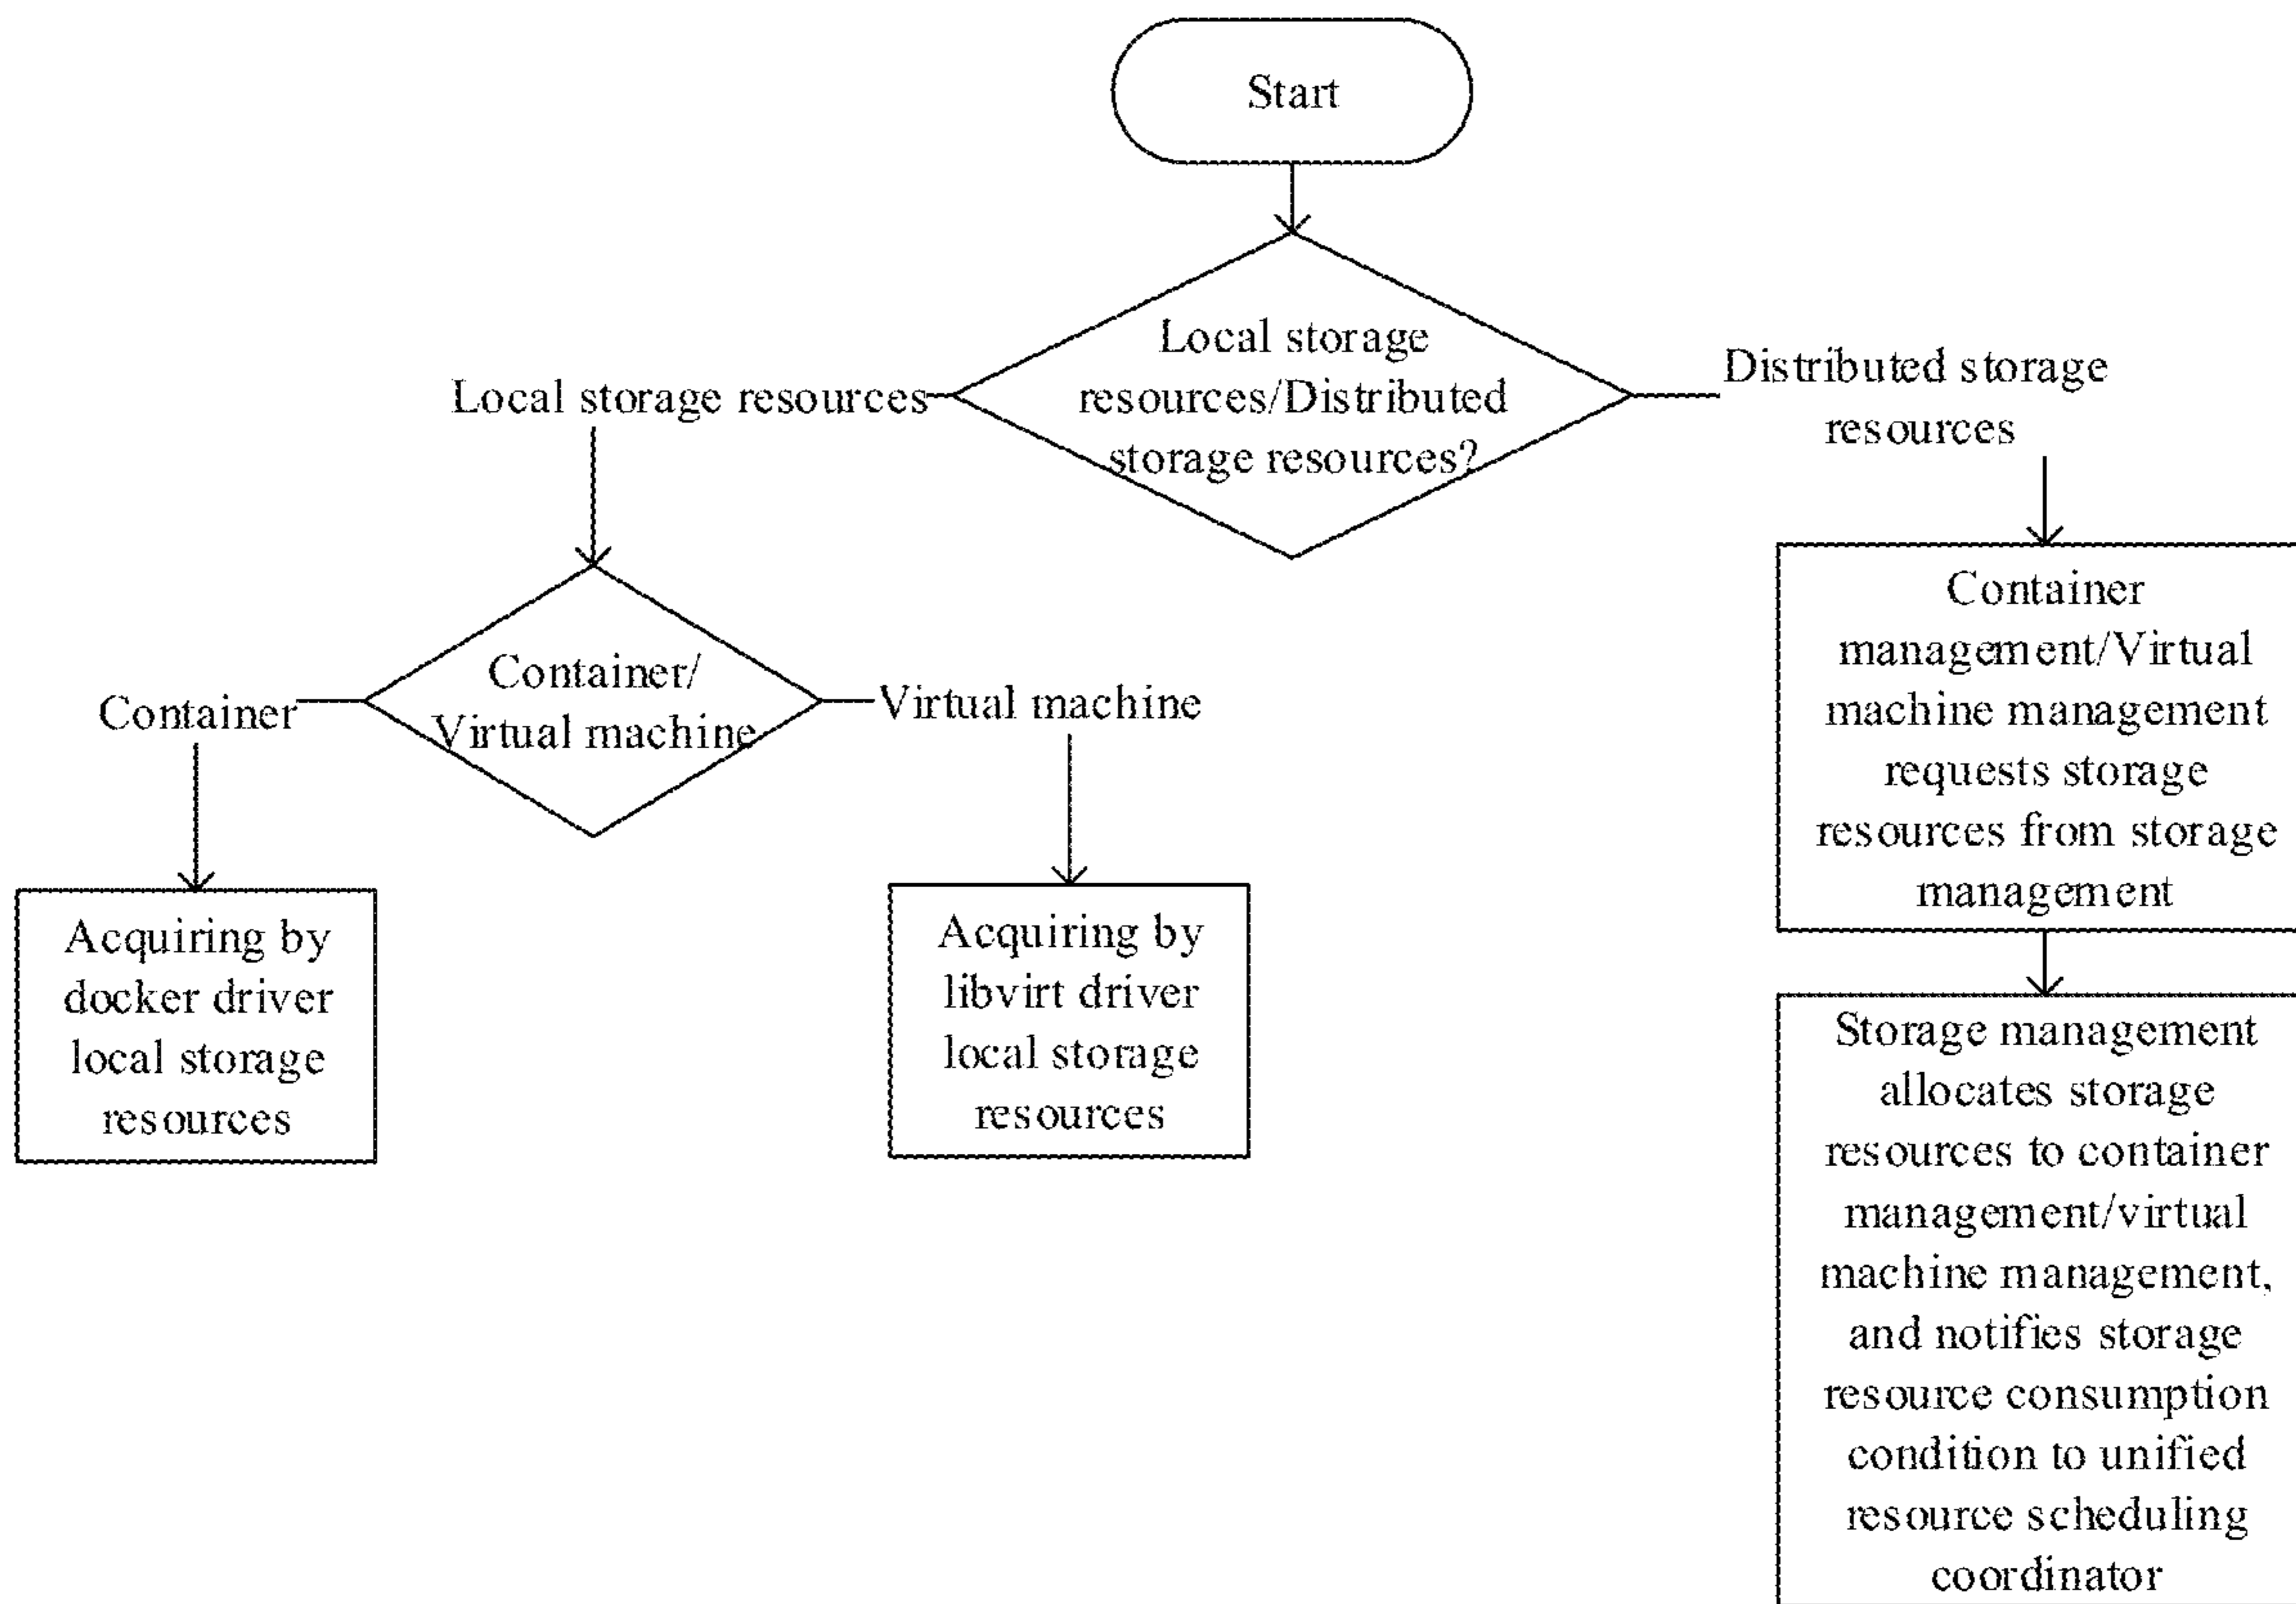 Start
Local storage
resources/Distributed
storage resources?
Local storage resources
Distributed storage
resources
Container/
Virtual machine
Container
Virtual machine
Acquiring by
docker driver
local storage
resources
Acquiring by
libvirt driver
local storage
resources
Container
management/Virtual
machine management
requests storage
resources from storage
management
Storage management
allocates storage
resources to container
management/virtual
machine management,
and notifies storage
resource consumption
condition to unified
resource scheduling
coordinator